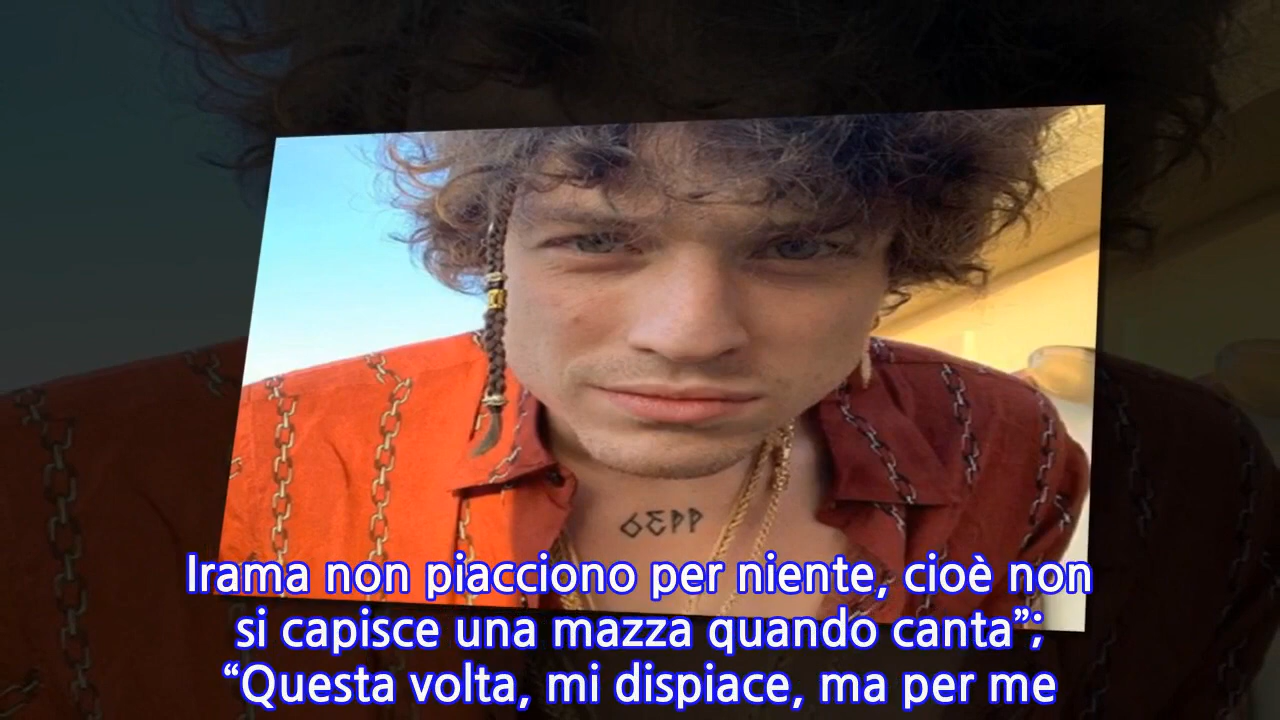 6EPP
Irama non piacciono per niente, cioè non
si capisce una mazza quando canta”;
“Questa volta, mi dispiace, ma per me